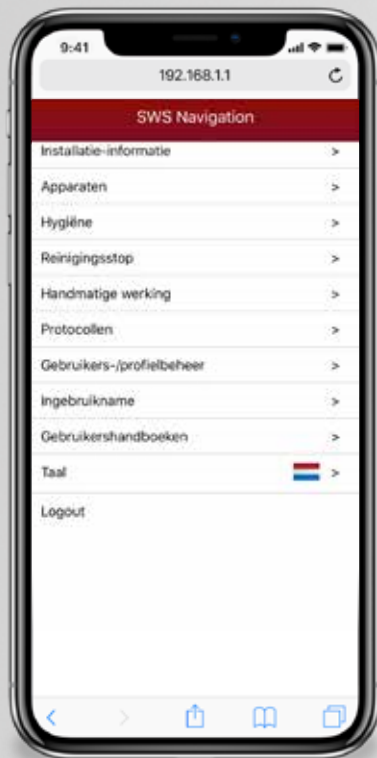 9:41
192.168.1.1
SWS Navigation
Installatie-informatie >
Apparaten >
Hygiëne >
Reinigingsstop >
Handmatige werking >
Protocollen >
Gebruikers-/profielbeheer >
Ingebruikname >
Gebruikershandboeken >
Taal >
Logout